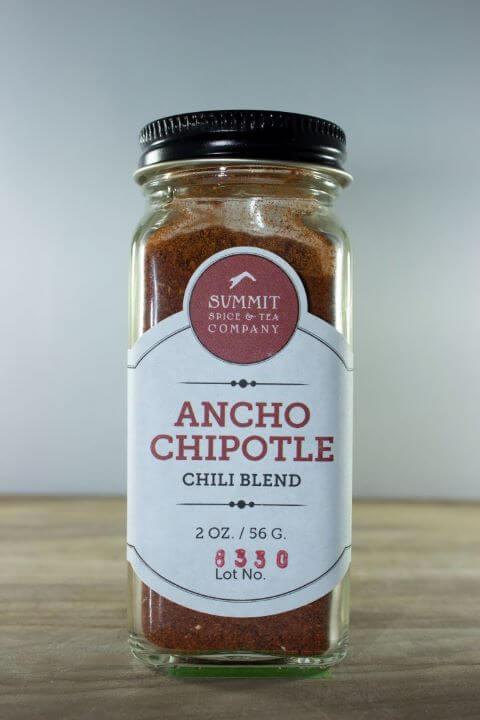 SUMMIT
SPICE & TEA
COMPANY
ANCHO
CHIPOTLE
CHILI BLEND
2 OZ. / 56 G.
8330
Lot No.